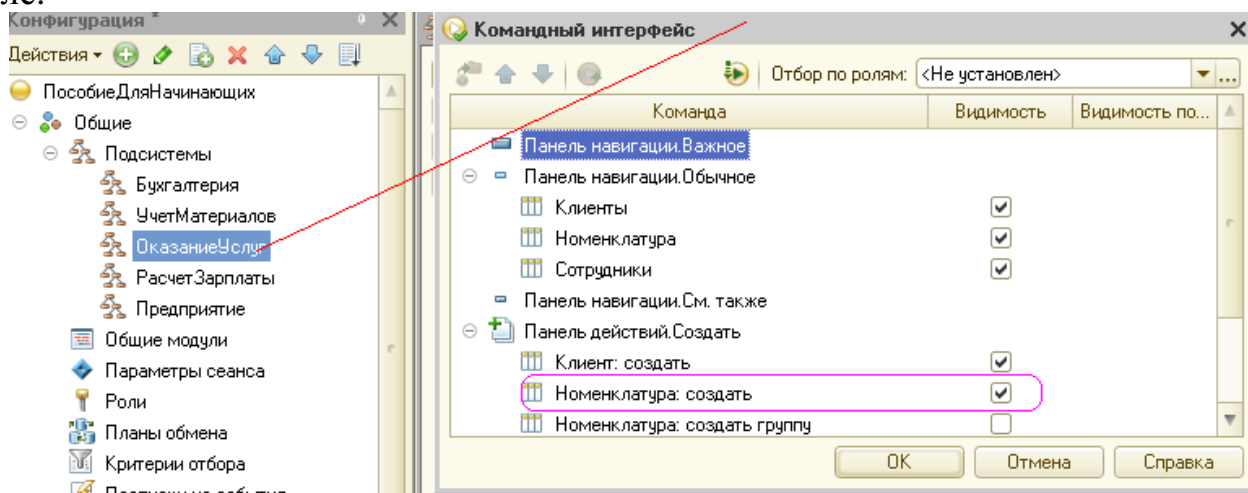 ле.
Конфигурация *
Действия
ПособиеДляНачинающих
Общие
Подсистемы
Бухгалтерия
УчетМатериалов
ОказаниеУслуг
РасчетЗарплаты
Предприятие
Общие модули
Параметры сеанса
Роли
Планы обмена
Критерии отбора
Командный интерфейс
Отбор по ролям: <Не установлен>
Команда Видимость Видимость по...
Панель навигации.Важное
Панель навигации.Обычное
Клиенты
Номенклатура
Сотрудники
Панель навигации.См. также
Панель действий.Создать
Клиент: создать
Номенклатура: создать
Номенклатура: создать группу
OK Отмена Справка